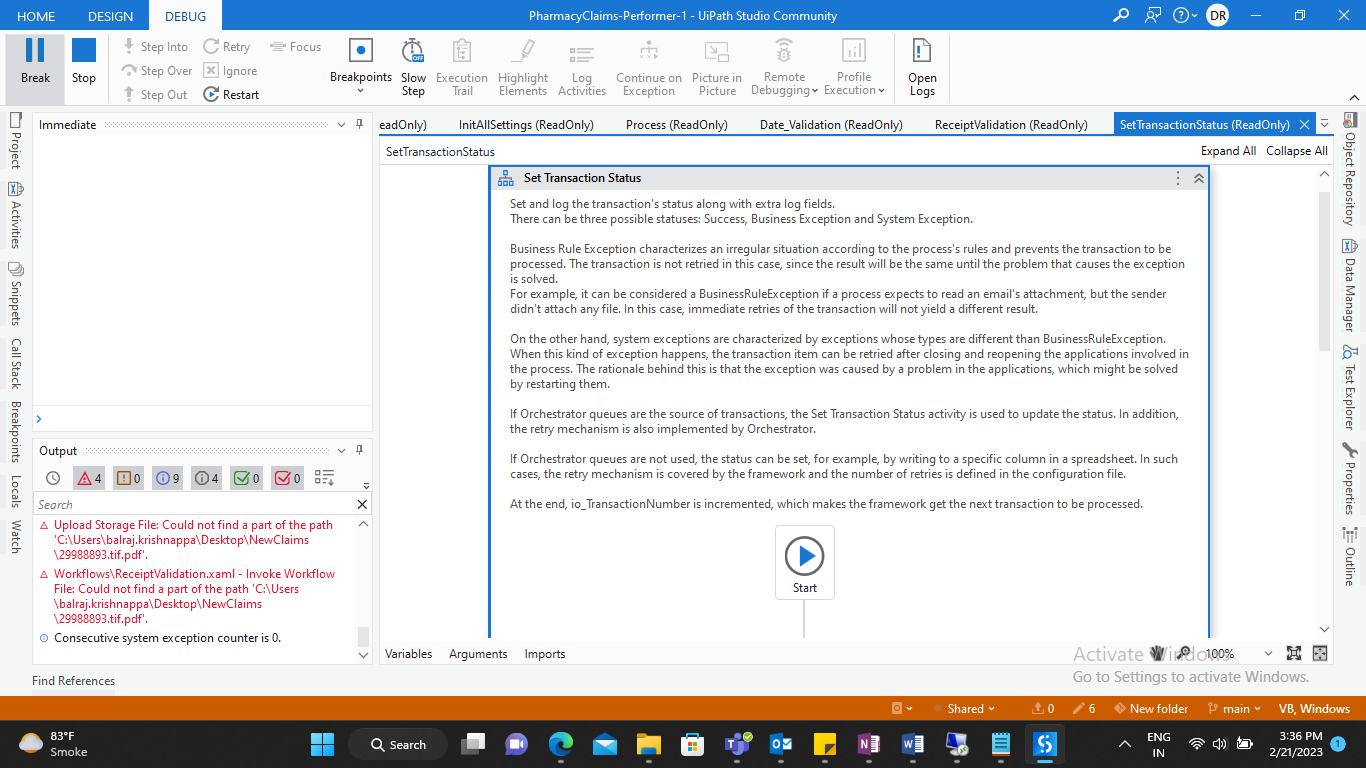 HOME DESIGN DEBUG
PharmacyClaims-Performer-1 - UiPath Studio Community
DR
Break
Stop
Step Into
Step Over
Step Out
Retry
Ignore
Restart
Focus
Breakpoints
Slow
Step
Execution
Trail
Highlight
Elements
Log
Activities
Continue on
Exception
Picture in
Picture
Remote
Debugging
Profile
Execution
Open
Logs
Project
Activities
Snippets
Call Stack
Breakpoints
Locals
Watch
Immediate
Output
4 0 9 4 0 0
Search
Upload Storage File: Could not find a part of the path
'C:\Users\balraj.krishnappa\Desktop\NewClaims
\29988893.tif.pdf'.
Workflows\ReceiptValidation.xaml - Invoke Workflow
File: Could not find a part of the path 'C:\Users
\balraj.krishnappa\Desktop\NewClaims
\29988893.tif.pdf'.
Consecutive system exception counter is 0.
Find References
eadOnly) InitAllSettings (ReadOnly) Process (ReadOnly) Date_Validation (ReadOnly) ReceiptValidation (ReadOnly) SetTransactionStatus (ReadOnly)
SetTransactionStatus
Expand All Collapse All
Set Transaction Status
Set and log the transaction's status along with extra log fields.
There can be three possible statuses: Success, Business Exception and System Exception.
Business Rule Exception characterizes an irregular situation according to the process's rules and prevents the transaction to be
processed. The transaction is not retried in this case, since the result will be the same until the problem that causes the exception
is solved.
For example, it can be considered a BusinessRuleException if a process expects to read an email's attachment, but the sender
didn't attach any file. In this case, immediate retries of the transaction will not yield a different result.
On the other hand, system exceptions are characterized by exceptions whose types are different than BusinessRuleException.
When this kind of exception happens, the transaction item can be retried after closing and reopening the applications involved in
the process. The rationale behind this is that the exception was caused by a problem in the applications, which might be solved
by restarting them.
If Orchestrator queues are the source of transactions, the Set Transaction Status activity is used to update the status. In addition,
the retry mechanism is also implemented by Orchestrator.
If Orchestrator queues are not used, the status can be set, for example, by writing to a specific column in a spreadsheet. In such
cases, the retry mechanism is covered by the framework and the number of retries is defined in the configuration file.
At the end, io_TransactionNumber is incremented, which makes the framework get the next transaction to be processed.
Start
Variables Arguments Imports
100%
Activate Windows
Go to Settings to activate Windows.
Object Repository
Data Manager
Test Explorer
Properties
Outline
Shared 0 6 New folder main VB, Windows
83°F
Smoke
Search
ENG
IN
3:36 PM
2/21/2023
1